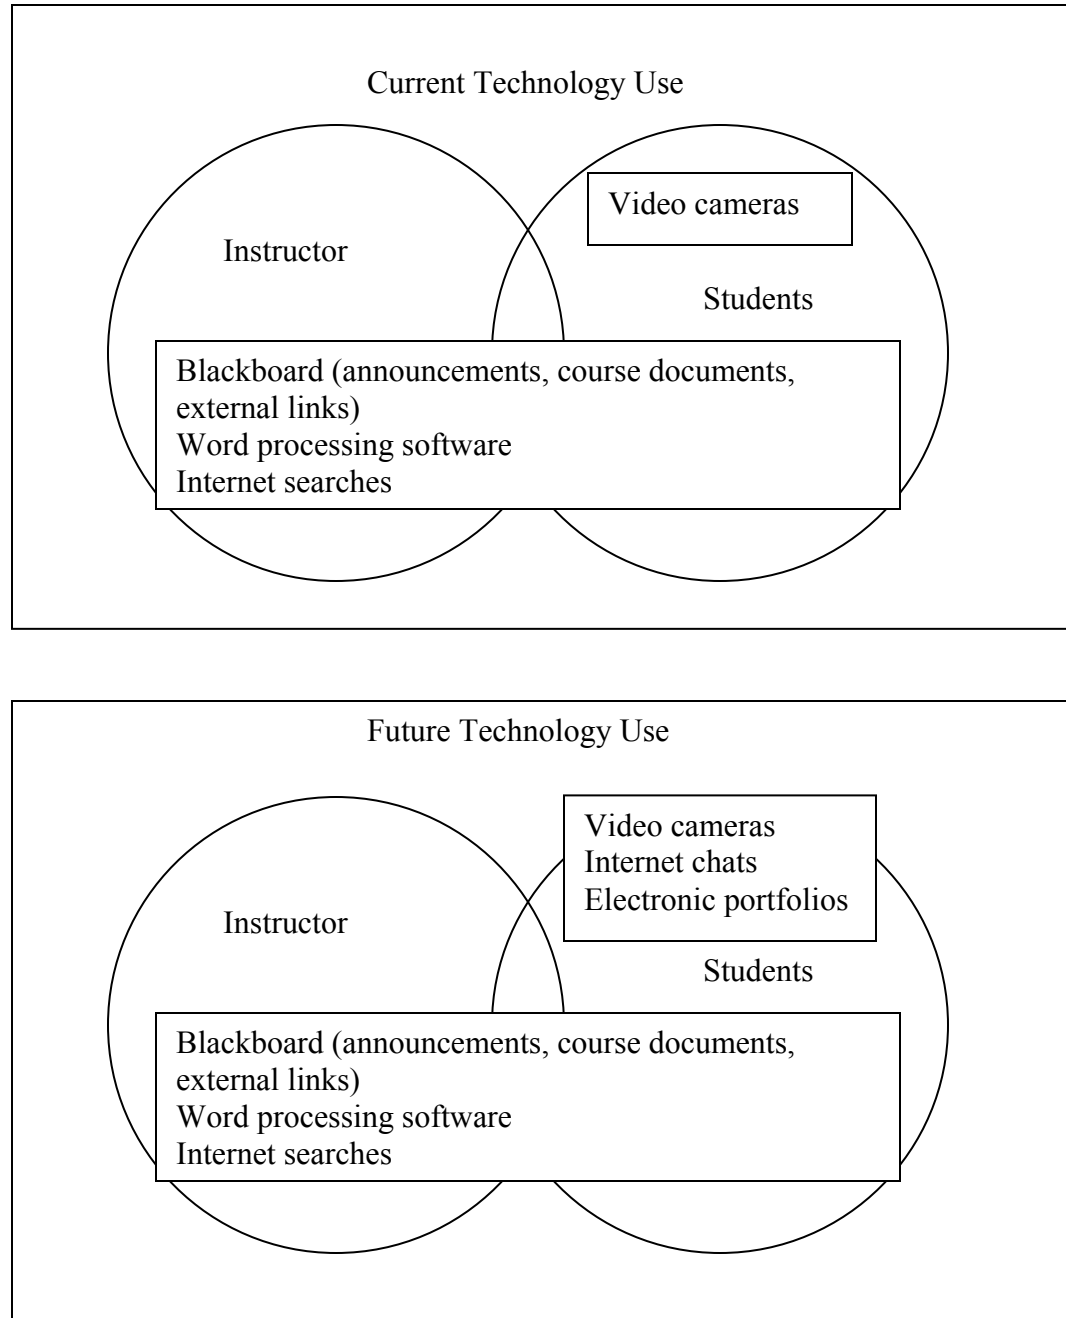 Current Technology Use
Video cameras
Instructor
Students
Blackboard (announcements, course documents,
external links)
Word processing software
Internet searches
Future Technology Use
Video cameras
Internet chats
Electronic portfolios
Instructor
Students
Blackboard (announcements, course documents,
external links)
Word processing software
Internet searches